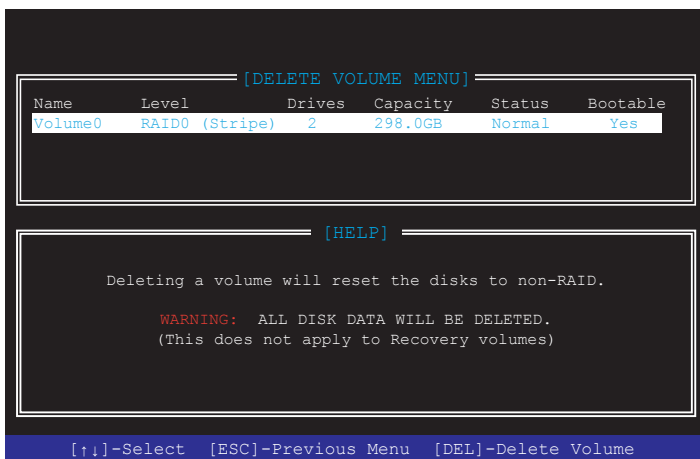 [DELETE VOLUME MENU]
Name Level Drives Capacity Status Bootable
Volume0 RAID0 (Stripe) 2 298.0GB Normal Yes
[HELP]
Deleting a volume will reset the disks to non-RAID.
WARNING: ALL DISK DATA WILL BE DELETED.
(This does not apply to Recovery volumes)
[↑↓]-Select [ESC]-Previous Menu [DEL]-Delete Volume